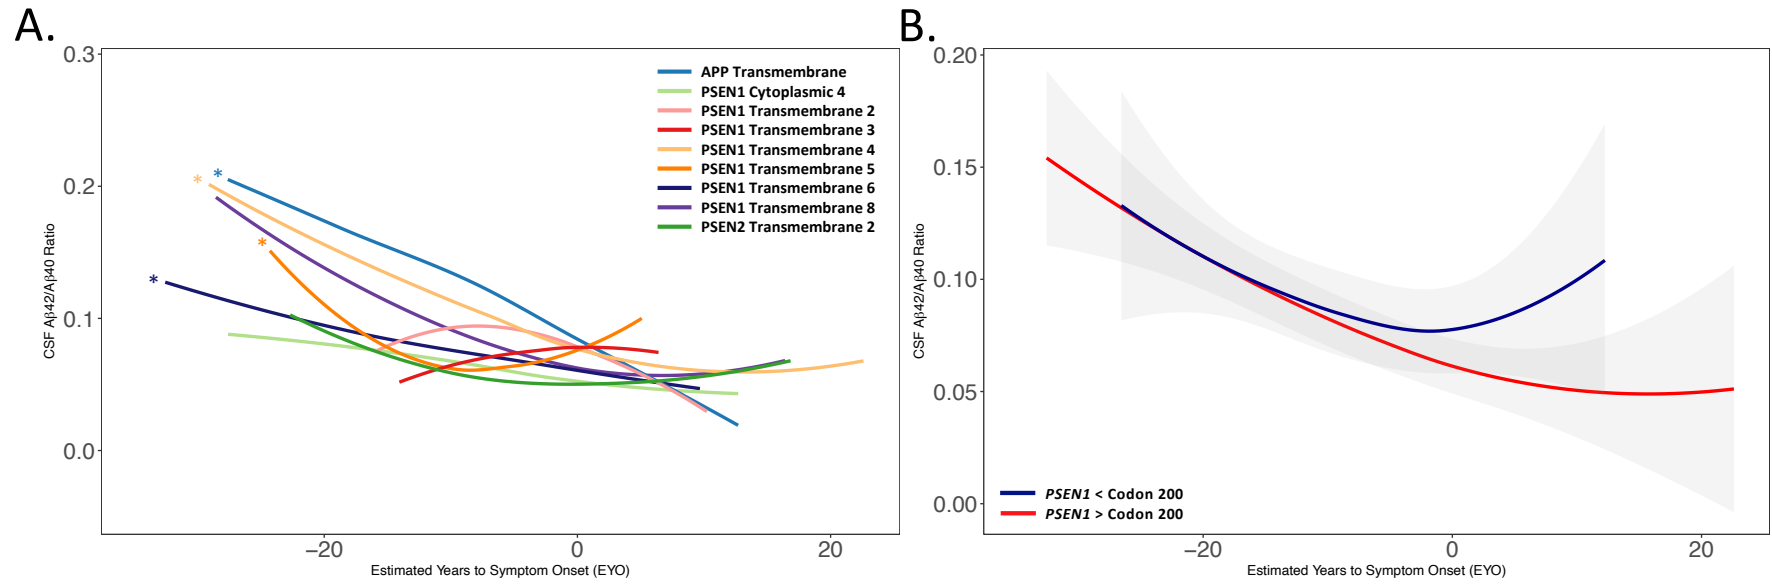 A.
0.3
0.2
0.1
0.0
CSF Aβ42/Aβ40 Ratio
*
*
*
*
APP Transmembrane
PSEN1 Cytoplasmic 4
PSEN1 Transmembrane 2
PSEN1 Transmembrane 3
PSEN1 Transmembrane 4
PSEN1 Transmembrane 5
PSEN1 Transmembrane 6
PSEN1 Transmembrane 8
PSEN2 Transmembrane 2
−20
0
20
Estimated Years to Symptom Onset (EYO)
B.
0.20
0.15
0.10
0.05
0.00
CSF Aβ42/Aβ40 Ratio
PSEN1 < Codon 200
PSEN1 > Codon 200
−20
0
20
Estimated Years to Symptom Onset (EYO)